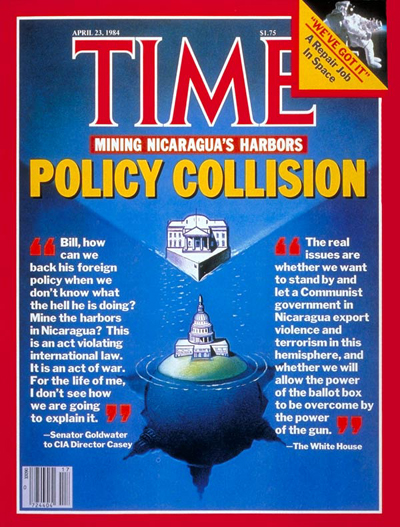 APRIL 23, 1984
$1.75
"WE'VE GOT IT"
A Repair Job
In Space
TIME
MINING NICARAGUA'S HARBORS
POLICY COLLISION
“ Bill, how
can we
back his foreign
policy when we
don't know what
the hell he is doing?
Mine the harbors
in Nicaragua? This
is an act violating
international law.
It is an act of war.
For the life of me,
I don't see how
we are going
to explain it. ”
—Senator Goldwater
to CIA Director Casey
“ The real
issues are
whether we want
to stand by and
let a Communist
government in
Nicaragua export
violence and
terrorism in this
hemisphere, and
whether we will
allow the power
of the ballot box
to be overcome by
the power
of the gun. ”
—The White House
17